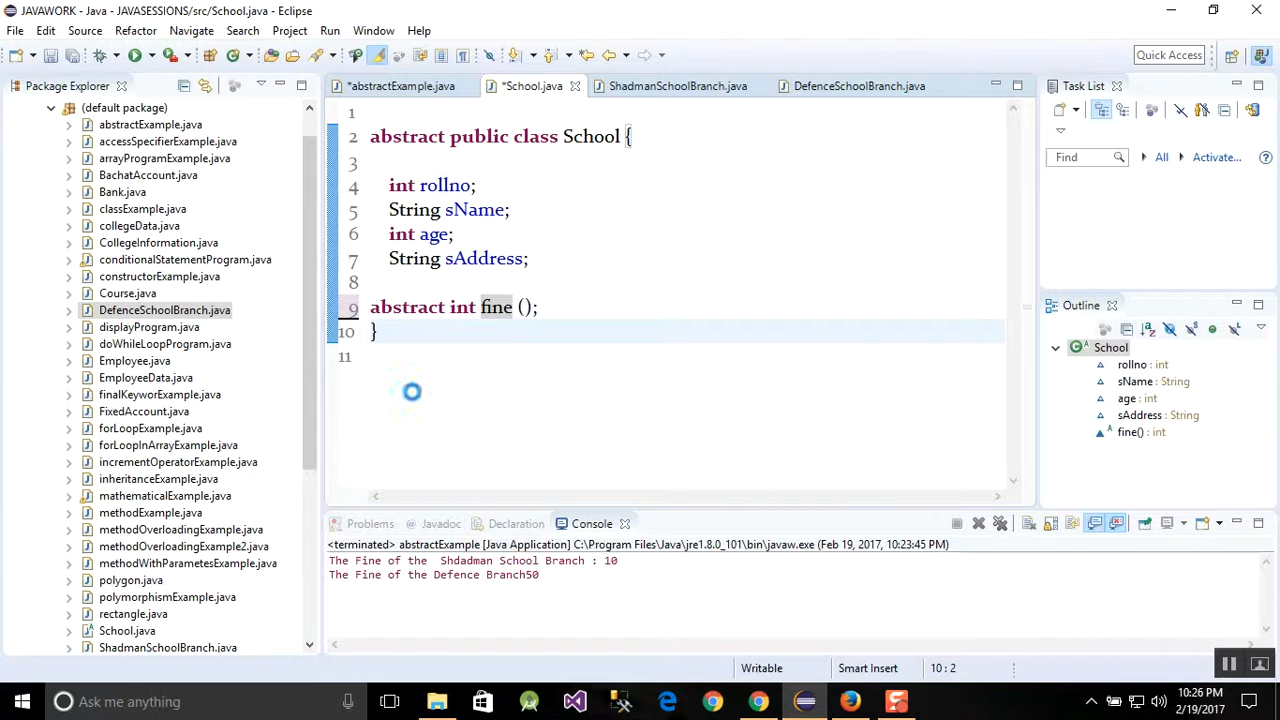 JAVAWORK - Java - JAVASESSIONS/src/School.java - Eclipse
File Edit Source Refactor Navigate Search Project Run Window Help
Quick Access
Package Explorer
(default package)
abstractExample.java
accessSpecifierExample.java
arrayProgramExample.java
BachatAccount.java
Bank.java
classExample.java
collegeData.java
CollegeInformation.java
conditionalStatementProgram.java
constructorExample.java
Course.java
DefenceSchoolBranch.java
displayProgram.java
doWhileLoopProgram.java
Employee.java
EmployeeData.java
finalKeyworExample.java
FixedAccount.java
forLoopExample.java
forLoopInArrayExample.java
incrementOperatorExample.java
inheritanceExample.java
mathematicalExample.java
methodExample.java
methodOverloadingExample.java
methodOverloadingExample2.java
methodWithParametesExample.java
polygon.java
polymorphismExample.java
rectangle.java
School.java
ShadmanSchoolBranch.java
*abstractExample.java *School.java ShadmanSchoolBranch.java DefenceSchoolBranch.java
1
2 abstract public class School {
3
4 int rollno;
5 String sName;
6 int age;
7 String sAddress;
8
9 abstract int fine ();
10 }
11
Task List
Find All Activate...
Outline
School
rollno : int
sName : String
age : int
sAddress : String
fine() : int
Problems Javadoc Declaration Console
<terminated> abstractExample [Java Application] C:\Program Files\Java\jre1.8.0_101\bin\javaw.exe (Feb 19, 2017, 10:23:45 PM)
The Fine of the  Shdadman School Branch : 10
The Fine of the Defence Branch50
Writable Smart Insert 10 : 2
Ask me anything
10:26 PM
2/19/2017